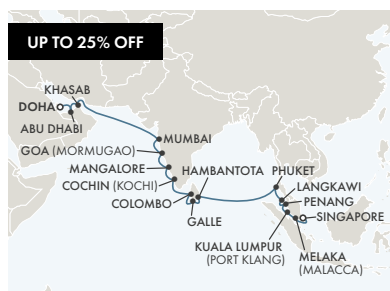 UP TO 25% OFF
KHASAB
DOHA
ABU DHABI
MUMBAI
GOA (MORMUGAO)
MANGALORE
COCHIN (KOCHI)
HAMBANTOTA
PHUKET
COLOMBO
LANGKAWI
PENANG
GALLE
SINGAPORE
KUALA LUMPUR
(PORT KLANG)
MELAKA
(MALACCA)